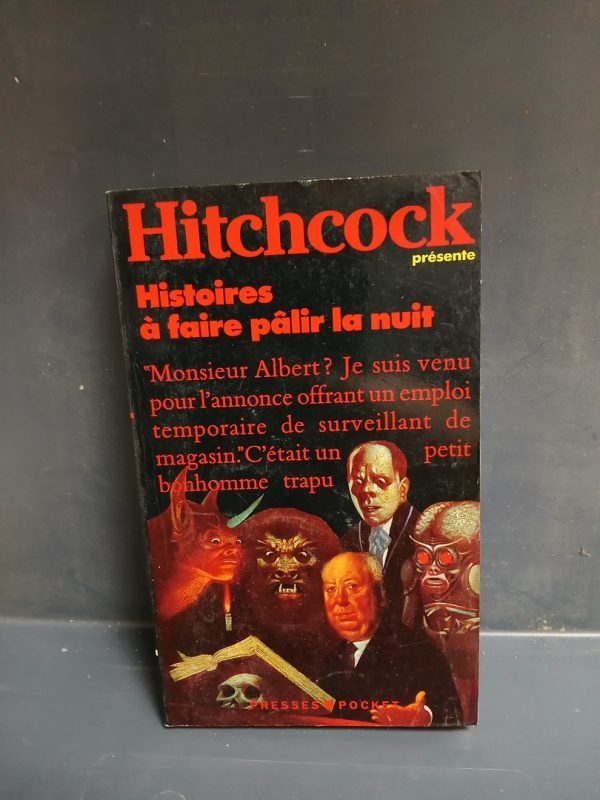 Hitchcock
présente
Histoires
à faire pâlir la nuit
"Monsieur Albert? Je suis venu
pour l'annonce offrant un emploi
temporaire de surveillant de
magasin." C'était un petit
bonhomme trapu
PRESSES POCKET